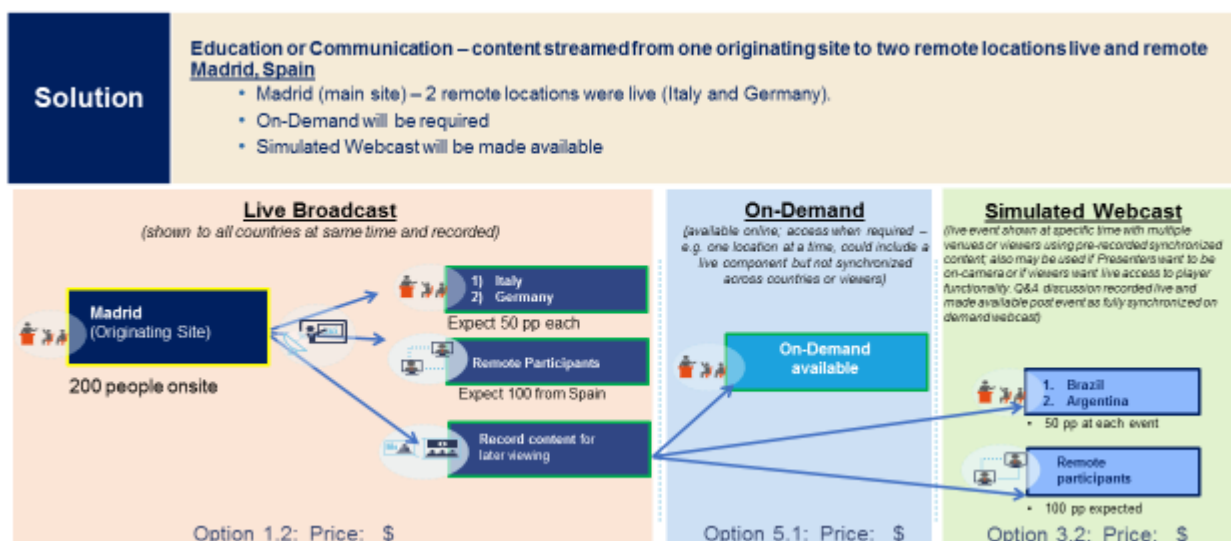 Solution
Education or Communication – content streamed from one originating site to two remote locations live and remote
Madrid, Spain
• Madrid (main site) – 2 remote locations were live (Italy and Germany).
• On-Demand will be required
• Simulated Webcast will be made available
Live Broadcast
(shown to all countries at same time and recorded)
Madrid
(Originating Site)
200 people onsite
1) Italy
2) Germany
Expect 50 pp each
Remote Participants
Expect 100 from Spain
Record content for
later viewing
Option 1.2: Price: $
On-Demand
(available online; access when required –
e.g. one location at a time, could include a
live component but not synchronized
across countries or viewers)
On-Demand
available
Option 5.1: Price: $
Simulated Webcast
(live event shown at specific time with multiple
venues or viewers using pre-recorded synchronized
content; also may be used if Presenters want to be
on-camera or if viewers want live access to player
functionality. Q&A discussion recorded live and
made available post event as fully synchronized on
demand webcast)
1. Brazil
2. Argentina
• 50 pp at each event
Remote
participants
• 100 pp expected
Option 3.2: Price: $